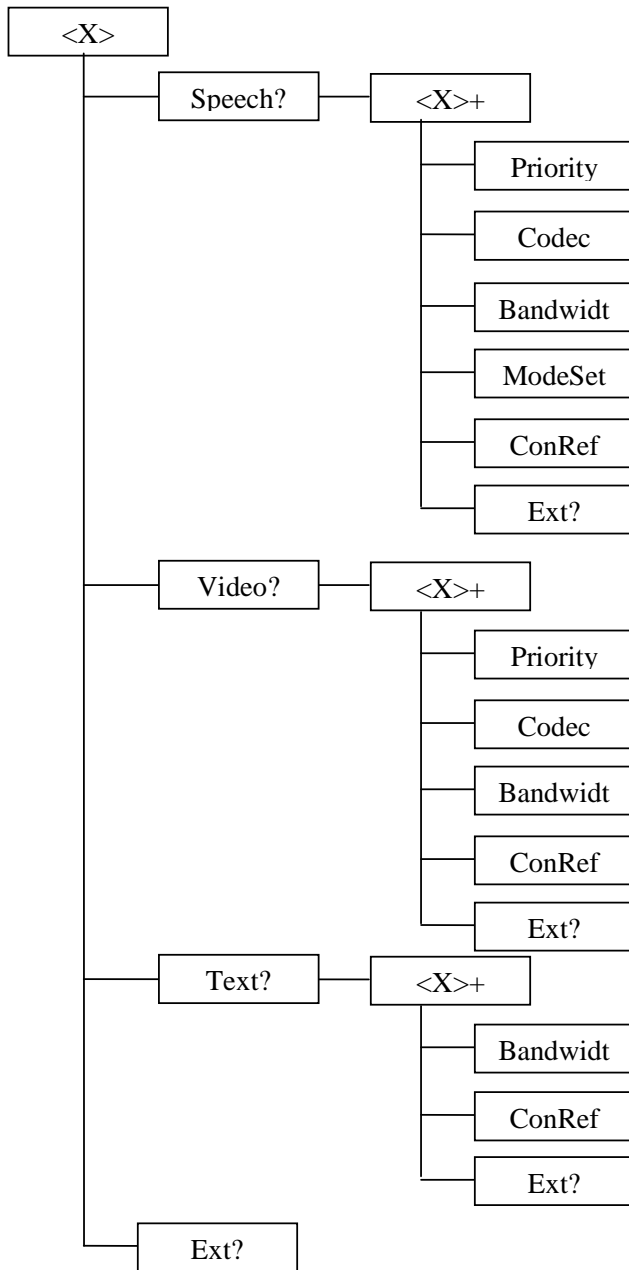 <X>
Speech?
<X>+
Priority
Codec
Bandwidt
ModeSet
ConRef
Ext?
Video?
<X>+
Priority
Codec
Bandwidt
ConRef
Ext?
Text?
<X>+
Bandwidt
ConRef
Ext?
Ext?